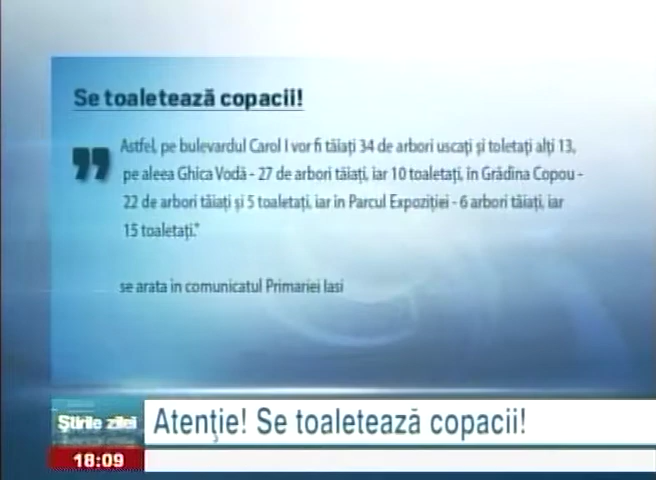 Se toaletează copacii!
Astfel, pe bulevardul Carol I vor fi tăiați 34 de arbori uscați și toletați alți 13,
pe aleea Ghica Vodă - 27 de arbori tăiați, iar 10 toaletați, în Grădina Copou -
22 de arbori tăiați și 5 toaletați, iar în Parcul Expoziției - 6 arbori tăiați, iar
15 toaletați."
se arata in comunicatul Primariei Iasi
Știrile zilei
Atenţie! Se toaletează copacii!
18:09